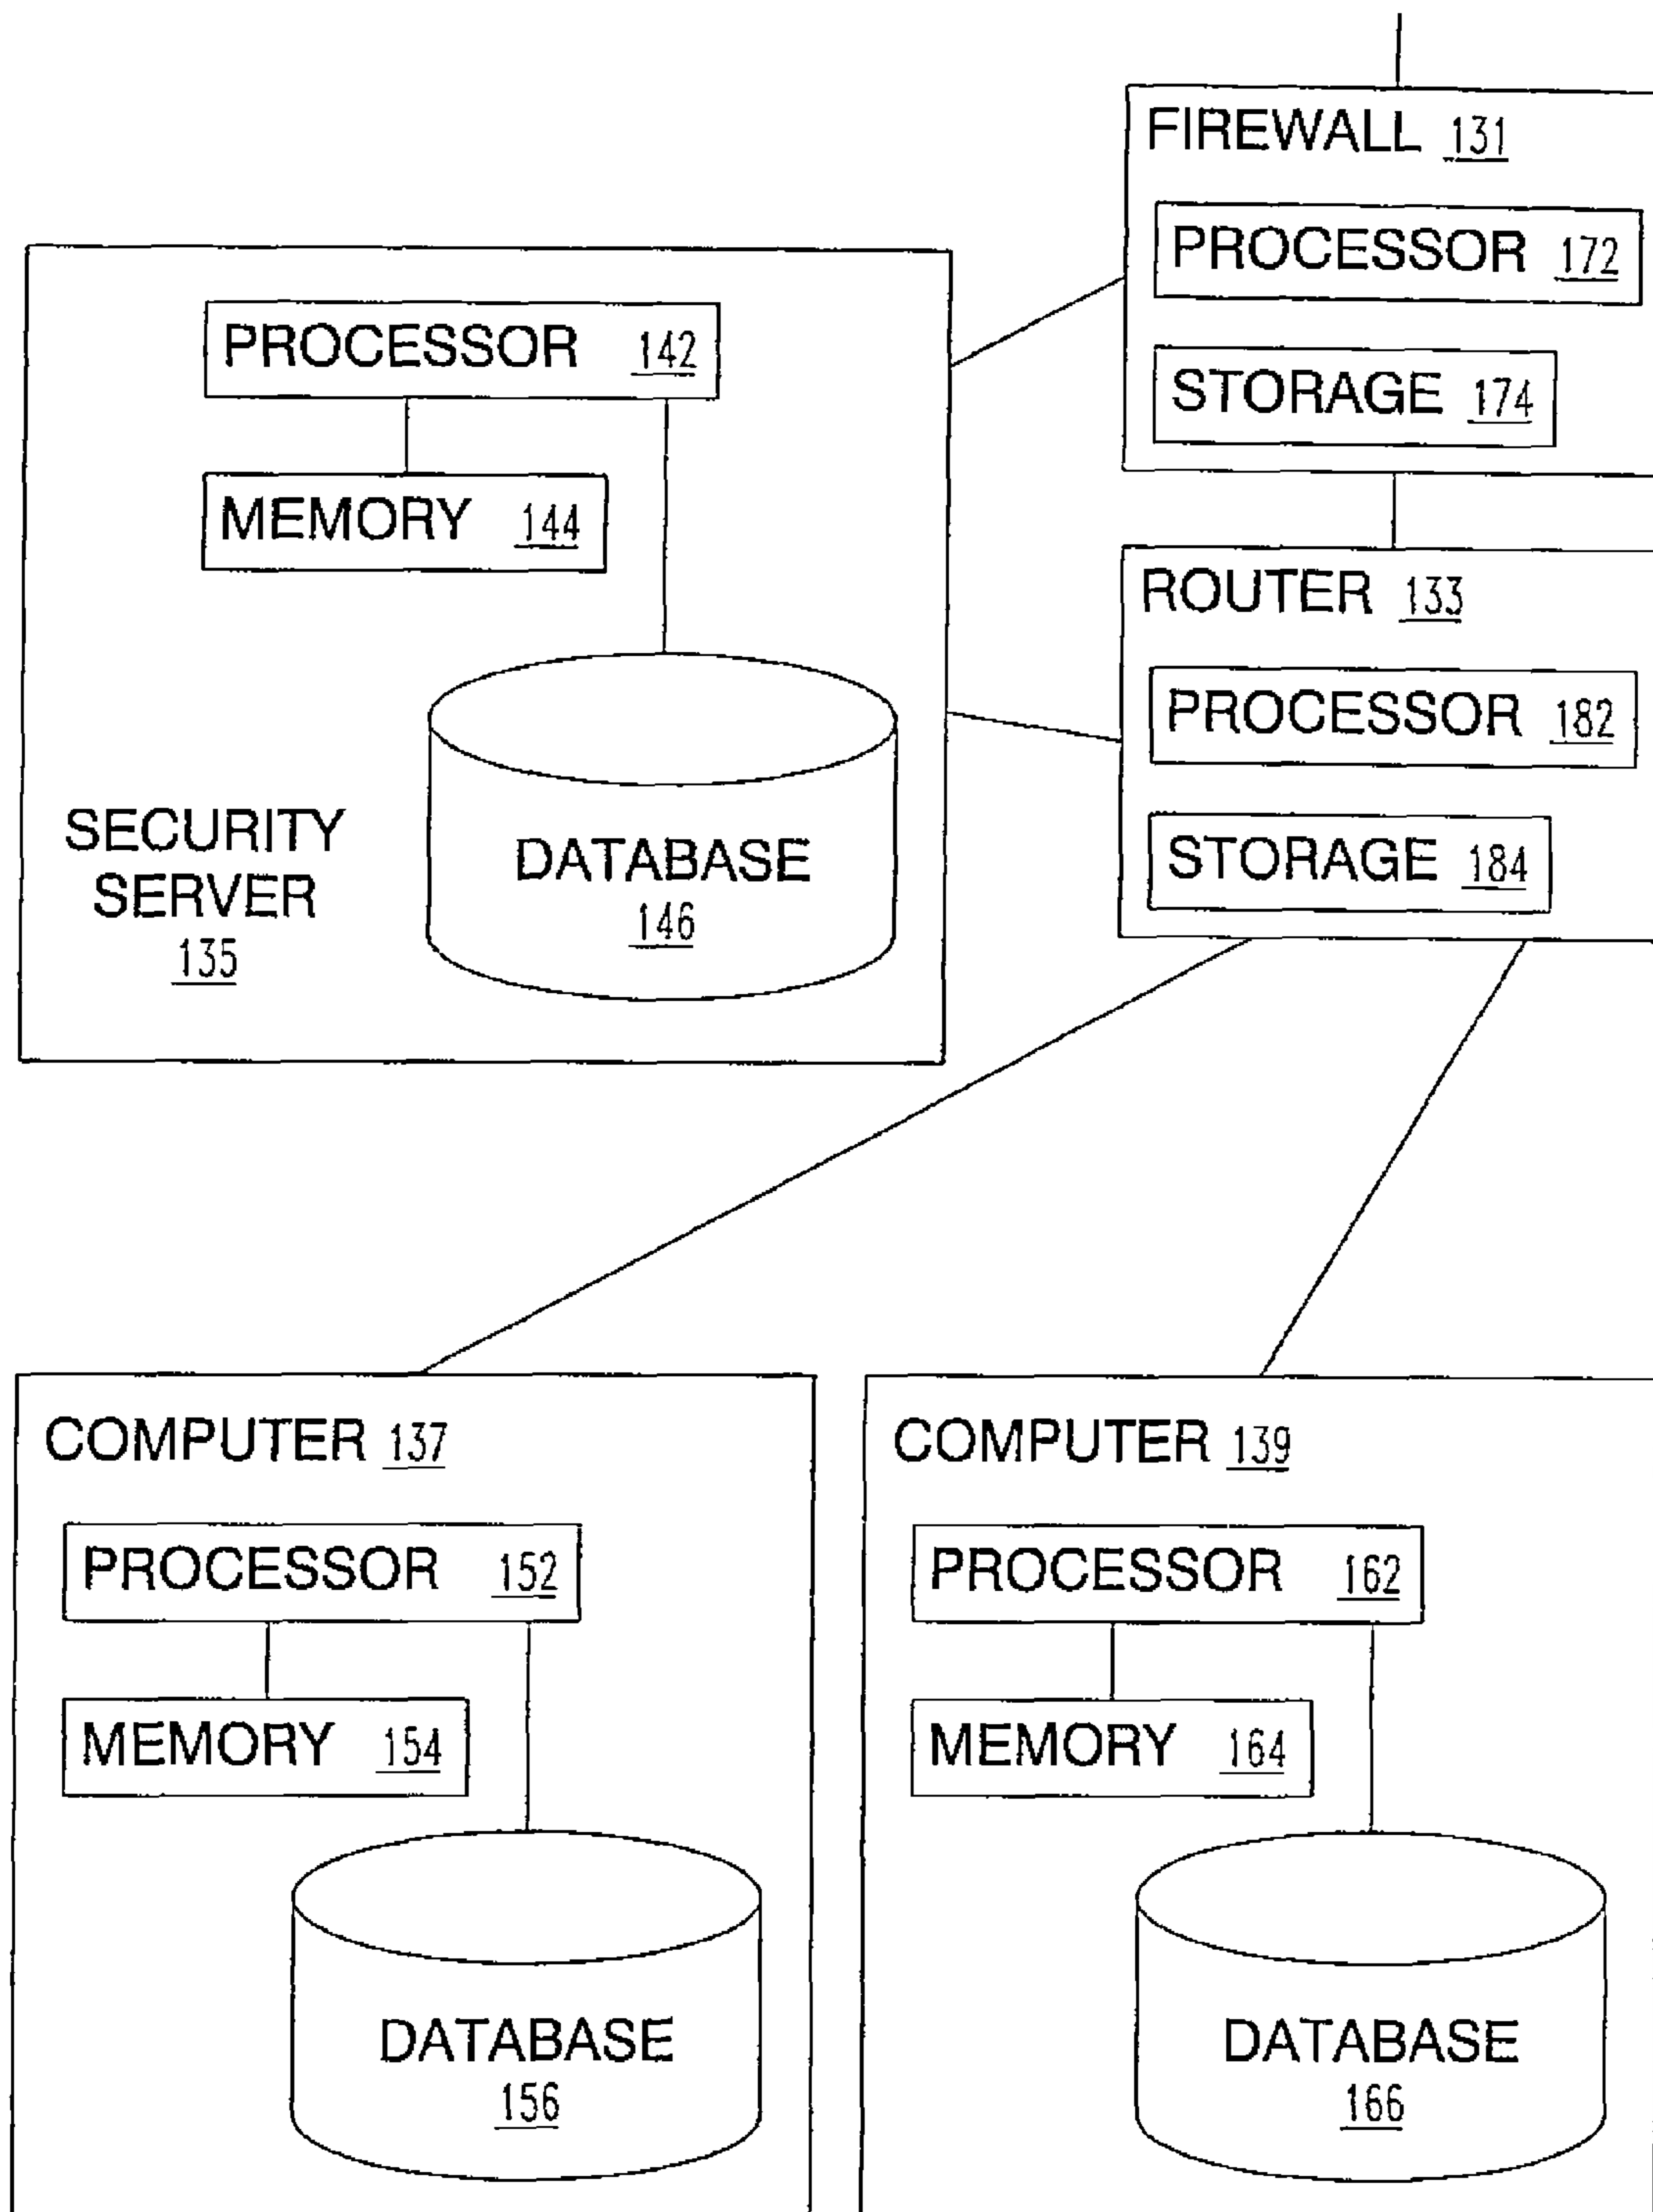 FIREWALL 131
PROCESSOR 172
STORAGE 174
PROCESSOR 142
MEMORY 144
DATABASE
146
SECURITY
SERVER
135
ROUTER 133
PROCESSOR 182
STORAGE 184
COMPUTER 137
PROCESSOR 152
MEMORY 154
DATABASE
156
COMPUTER 139
PROCESSOR 162
MEMORY 164
DATABASE
166